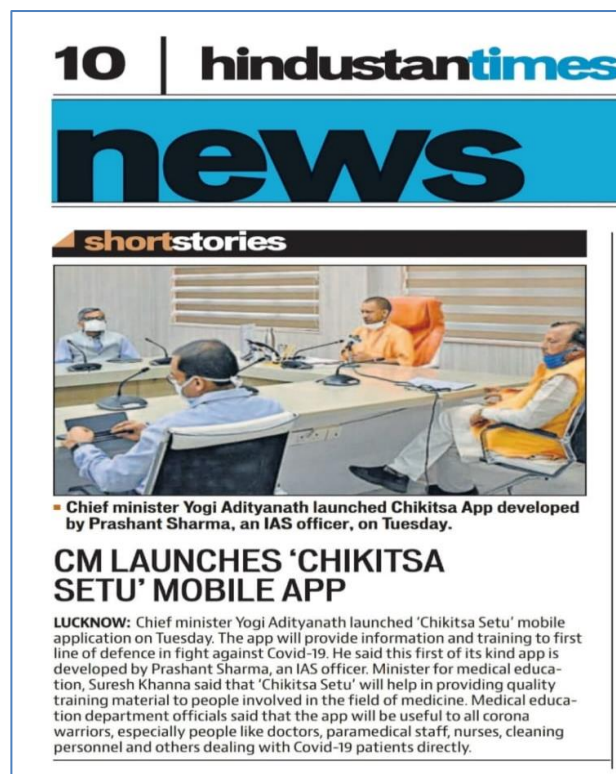 10 | hindustantimes
news
shortstories
Chief minister Yogi Adityanath launched Chikitsa App developed
by Prashant Sharma, an IAS officer, on Tuesday.
CM LAUNCHES ‘CHIKITSA
SETU’ MOBILE APP
LUCKNOW: Chief minister Yogi Adityanath launched ‘Chikitsa Setu’ mobile
application on Tuesday. The app will provide information and training to first
line of defence in fight against Covid-19. He said this first of its kind app is
developed by Prashant Sharma, an IAS officer. Minister for medical educa-
tion, Suresh Khanna said that ‘Chikitsa Setu’ will help in providing quality
training material to people involved in the field of medicine. Medical educa-
tion department officials said that the app will be useful to all corona
warriors, especially people like doctors, paramedical staff, nurses, cleaning
personnel and others dealing with Covid-19 patients directly.